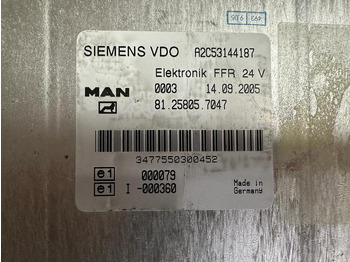 SIEMENS VDO A2C53144187
Elektronik FFR 24 V
MAN 0003 14.09.2005
81.25805.7047
3477550300452
e1 000079
e1 I -000360
Made in
Germany